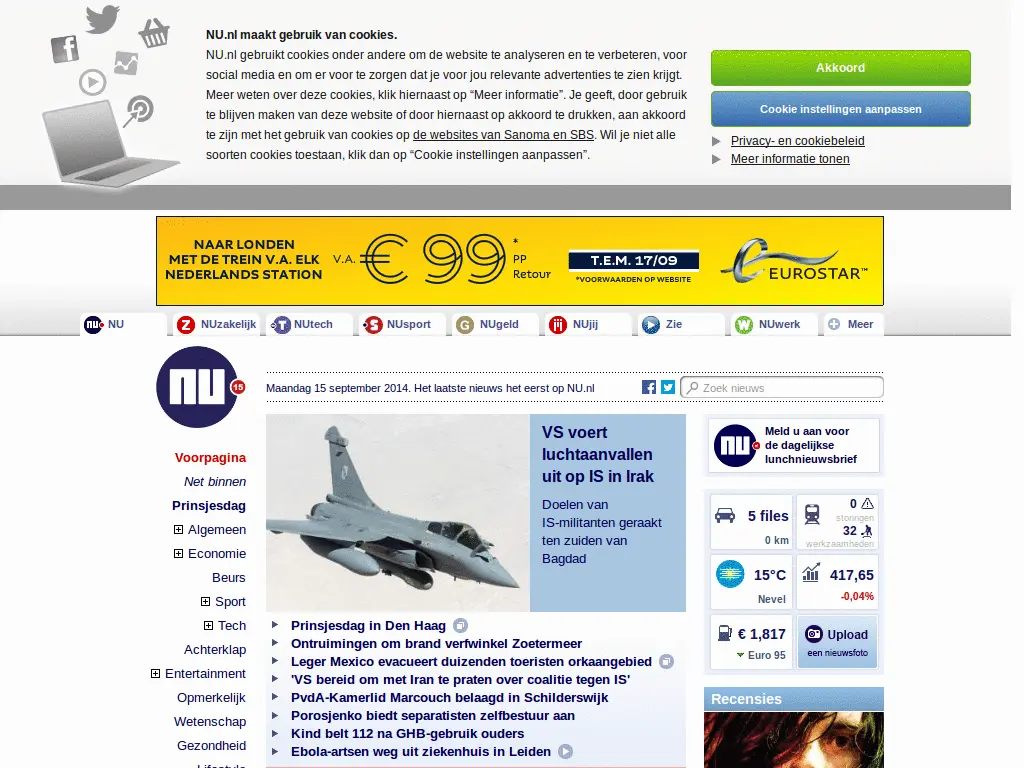 NU.nl maakt gebruik van cookies.
NU.nl gebruikt cookies onder andere om de website te analyseren en te verbeteren, voor
social media en om er voor te zorgen dat je voor jou relevante advertenties te zien krijgt.
Meer weten over deze cookies, klik hiernaast op “Meer informatie”. Je geeft, door gebruik
te blijven maken van deze website of door hiernaast op akkoord te drukken, aan akkoord
te zijn met het gebruik van cookies op de websites van Sanoma en SBS. Wil je niet alle
soorten cookies toestaan, klik dan op “Cookie instellingen aanpassen”.
Akkoord
Cookie instellingen aanpassen
Privacy- en cookiebeleid
Meer informatie tonen
NAAR LONDEN
MET DE TREIN V.A. ELK
NEDERLANDS STATION
V.A. € 99 *
PP
Retour
T.E.M. 17/09
*VOORWAARDEN OP WEBSITE
EUROSTAR™
NU
NUzakelijk
NUtech
NUsport
NUgeld
NUjij
Zie
NUwerk
Meer
nu
15
Maandag 15 september 2014. Het laatste nieuws het eerst op NU.nl
Zoek nieuws
Voorpagina
Net binnen
Prinsjesdag
Algemeen
Economie
Beurs
Sport
Tech
Achterklap
Entertainment
Opmerkelijk
Wetenschap
Gezondheid
Lifestyle
VS voert
luchtaanvallen
uit op IS in Irak
Doelen van
IS-militanten geraakt
ten zuiden van
Bagdad
Prinsjesdag in Den Haag
Ontruimingen om brand verfwinkel Zoetermeer
Leger Mexico evacueert duizenden toeristen orkaangebied
'VS bereid om met Iran te praten over coalitie tegen IS'
PvdA-Kamerlid Marcouch belaagd in Schilderswijk
Porosjenko biedt separatisten zelfbestuur aan
Kind belt 112 na GHB-gebruik ouders
Ebola-artsen weg uit ziekenhuis in Leiden
nu
Meld u aan voor
de dagelijkse
lunchnieuwsbrief
5 files
0 km
0
storingen
32
werkzaamheden
15°C
Nevel
417,65
-0,04%
€ 1,817
Euro 95
Upload
een nieuwsfoto
Recensies